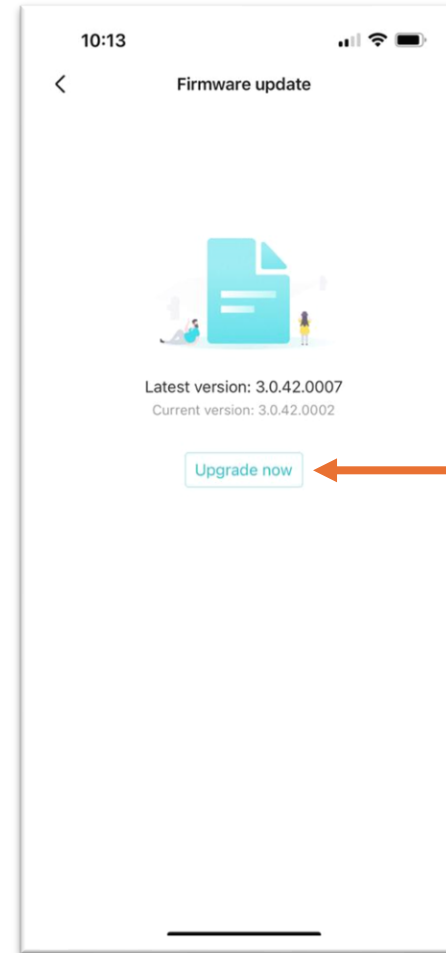 10:13
Firmware update
Latest version: 3.0.42.0007
Current version: 3.0.42.0002
Upgrade now